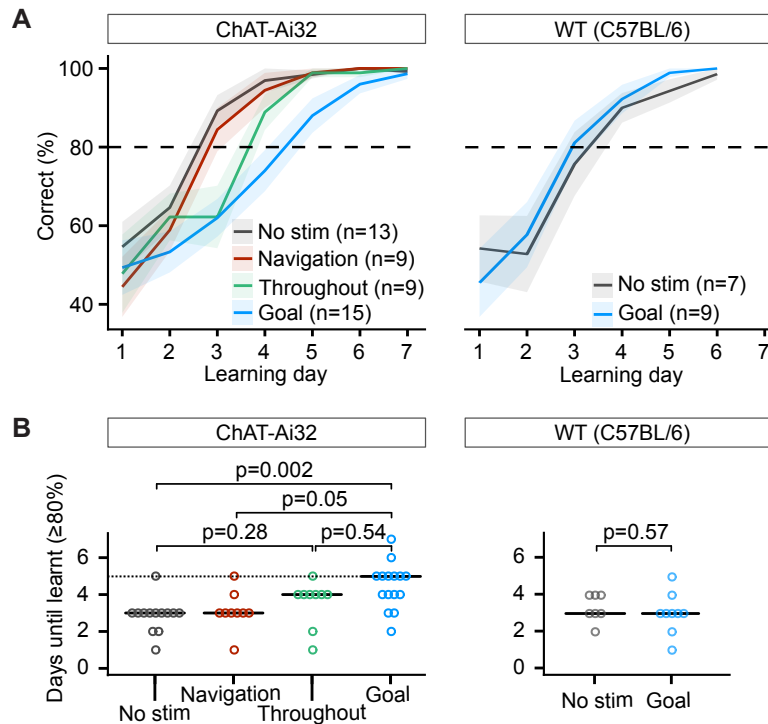 A
ChAT-Ai32
WT (C57BL/6)
Correct (%)
100
80
60
40
No stim (n=13)
Navigation (n=9)
Throughout (n=9)
Goal (n=15)
No stim (n=7)
Goal (n=9)
1 2 3 4 5 6 7
1 2 3 4 5 6 7
Learning day
Learning day
B
ChAT-Ai32
WT (C57BL/6)
Days until learnt (≥80%)
p=0.002
p=0.05
p=0.28
p=0.54
p=0.57
6
4
2
0
6
4
2
0
No stim
Navigation
Throughout
Goal
No stim
Goal